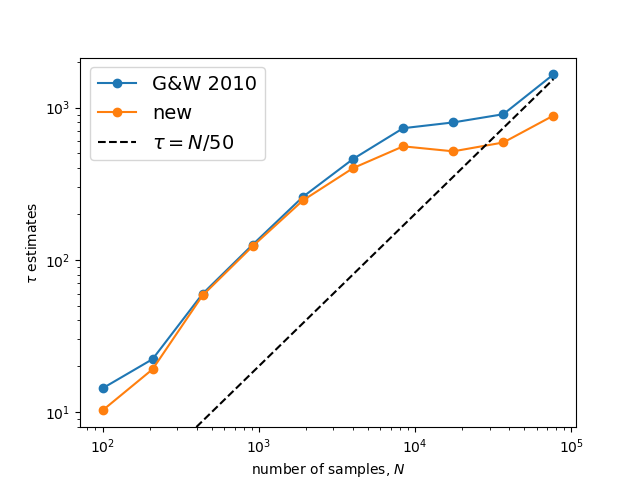 G&W 2010
new
τ = N/50
10³
10²
10¹
τ estimates
10² 10³ 10⁴ 10⁵
number of samples, N